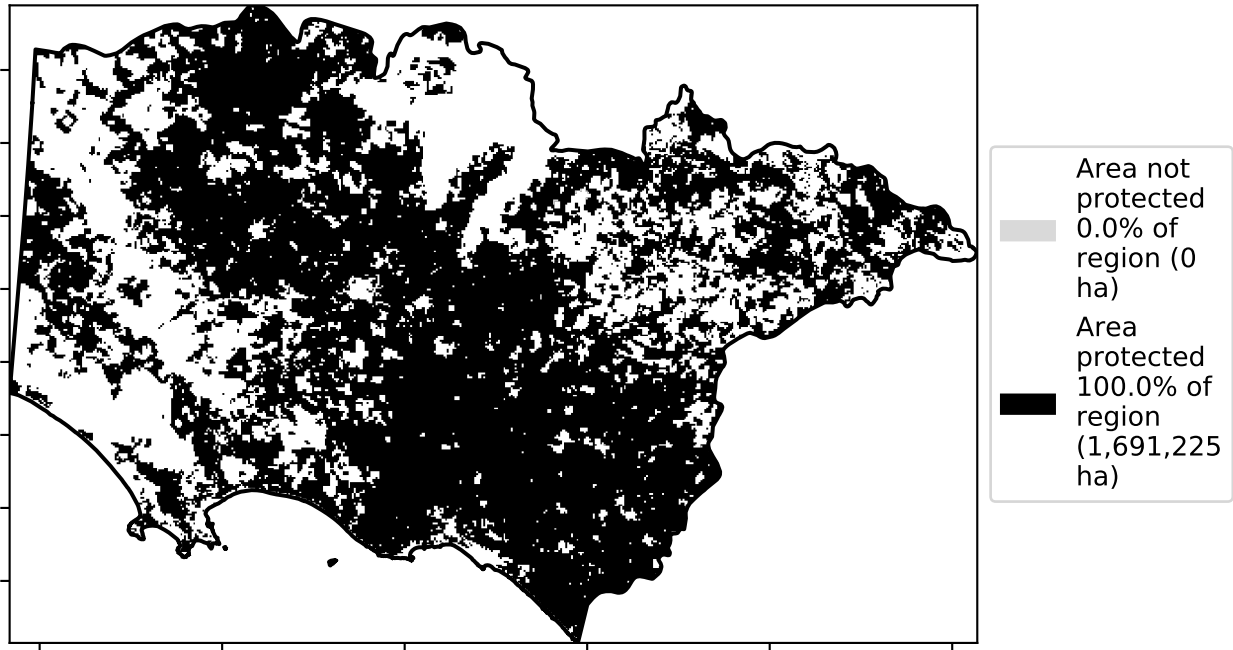 Area not
protected
0.0% of
region (0
ha)
Area
protected
100.0% of
region
(1,691,225
ha)